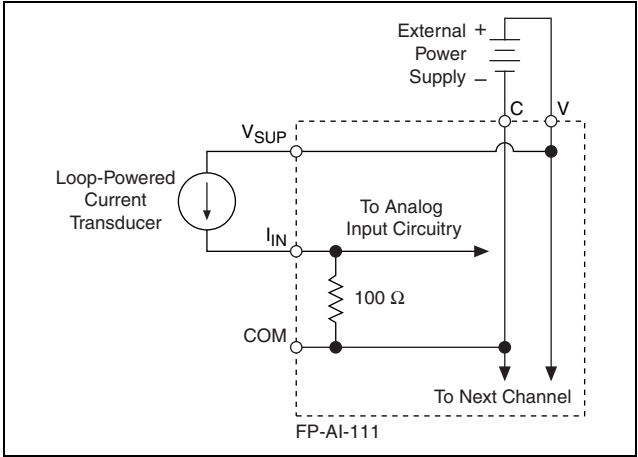 External +
Power
Supply –
C
V
VSUP
Loop-Powered
Current
Transducer
To Analog
Input Circuitry
IIN
100 Ω
COM
To Next Channel
FP-AI-111